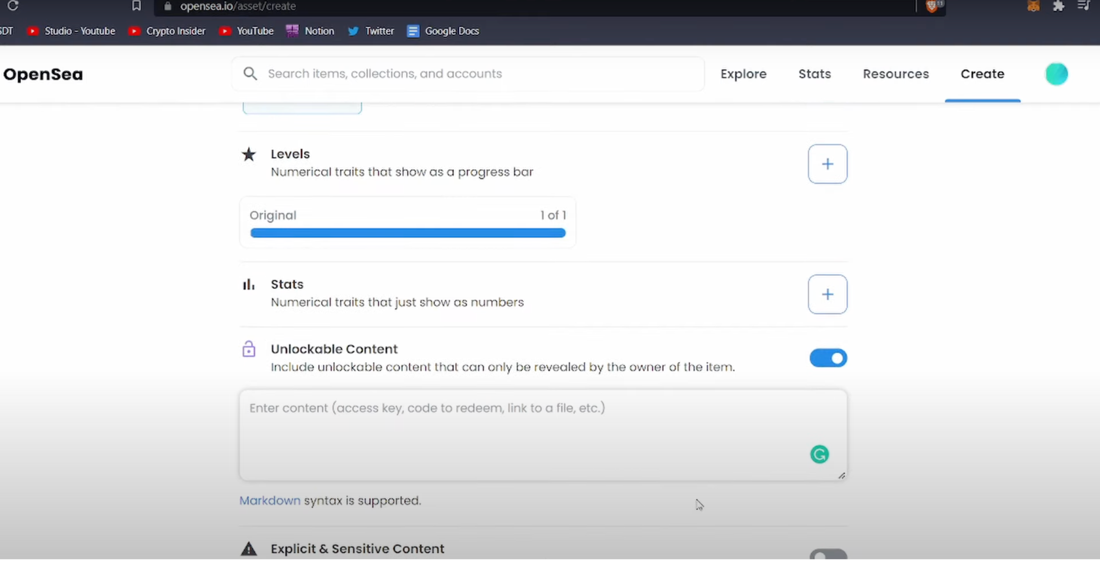 opensea.io/asset/create
SDT Studio - Youtube Crypto Insider YouTube Notion Twitter Google Docs
OpenSea Search items, collections, and accounts Explore Stats Resources Create
Levels
Numerical traits that show as a progress bar
+
Original 1 of 1
Stats
Numerical traits that just show as numbers
+
Unlockable Content
Include unlockable content that can only be revealed by the owner of the item.
Enter content (access key, code to redeem, link to a file, etc.)
Markdown syntax is supported.
Explicit & Sensitive Content